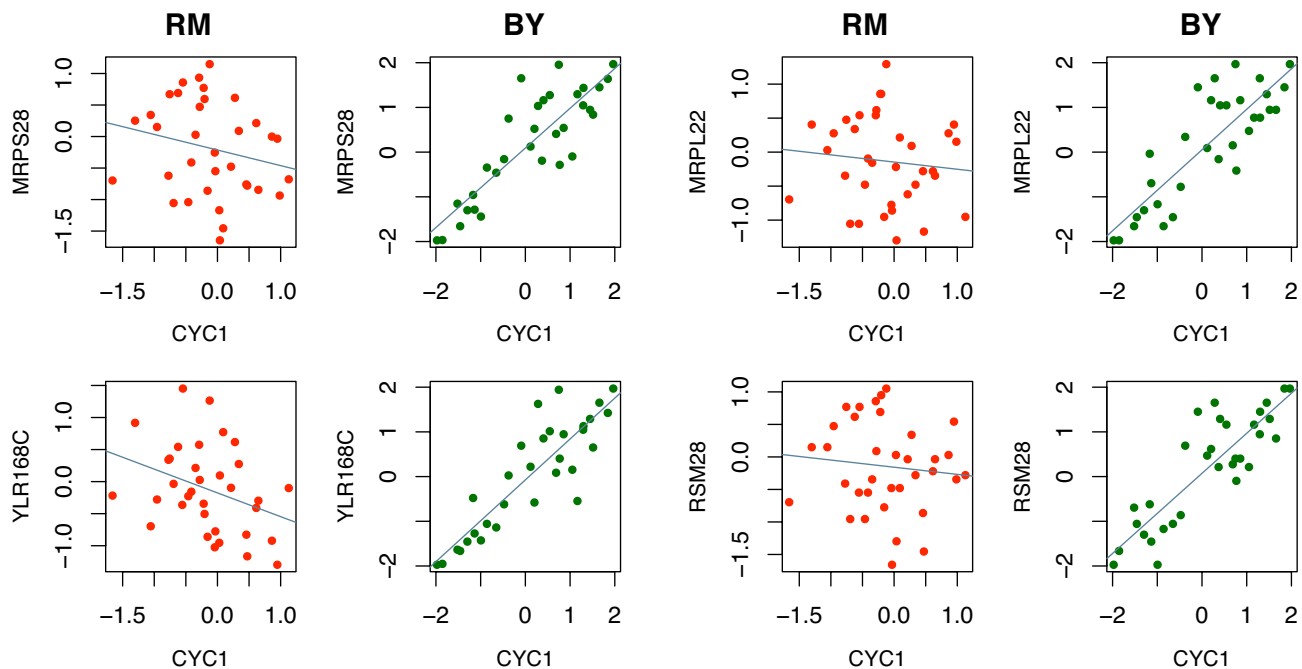 RM BY RM BY
MRPS28 −1.5 0.0 1.0
MRPS28 −2 0 1 2
MRPL22 −1.0 0.0 1.0
MRPL22 −2 0 1 2
−1.5 0.0 1.0 −2 0 1 2 −1.5 0.0 1.0 −2 0 1 2
CYC1 CYC1 CYC1 CYC1
YLR168C −1.0 0.0 1.0
YLR168C −2 0 1 2
RSM28 −1.5 0.0 1.0
RSM28 −2 0 1 2
−1.5 0.0 1.0 −2 0 1 2 −1.5 0.0 1.0 −2 0 1 2
CYC1 CYC1 CYC1 CYC1